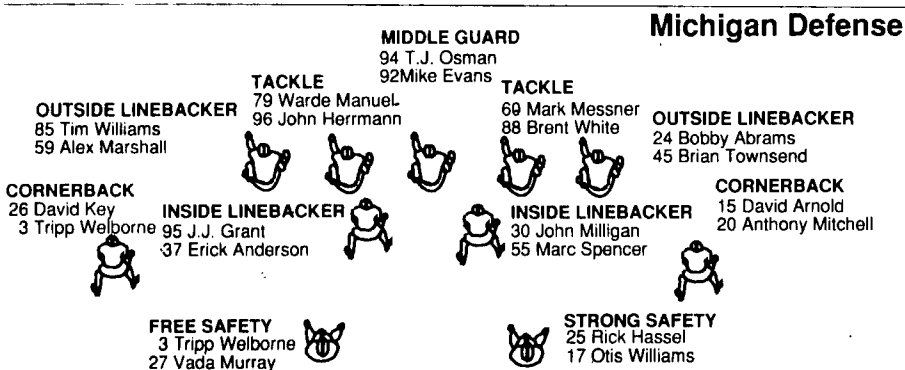 Michigan Defense
MIDDLE GUARD
94 T.J. Osman
92Mike Evans
TACKLE
79 Warde Manuel
96 John Herrmann
TACKLE
60 Mark Messner
88 Brent White
OUTSIDE LINEBACKER
85 Tim Williams
59 Alex Marshall
OUTSIDE LINEBACKER
24 Bobby Abrams
45 Brian Townsend
CORNERBACK
26 David Key
3 Tripp Welborne
INSIDE LINEBACKER
95 J.J. Grant
37 Erick Anderson
INSIDE LINEBACKER
30 John Milligan
55 Marc Spencer
CORNERBACK
15 David Arnold
20 Anthony Mitchell
FREE SAFETY
3 Tripp Welborne
27 Vada Murray
STRONG SAFETY
25 Rick Hassel
17 Otis Williams